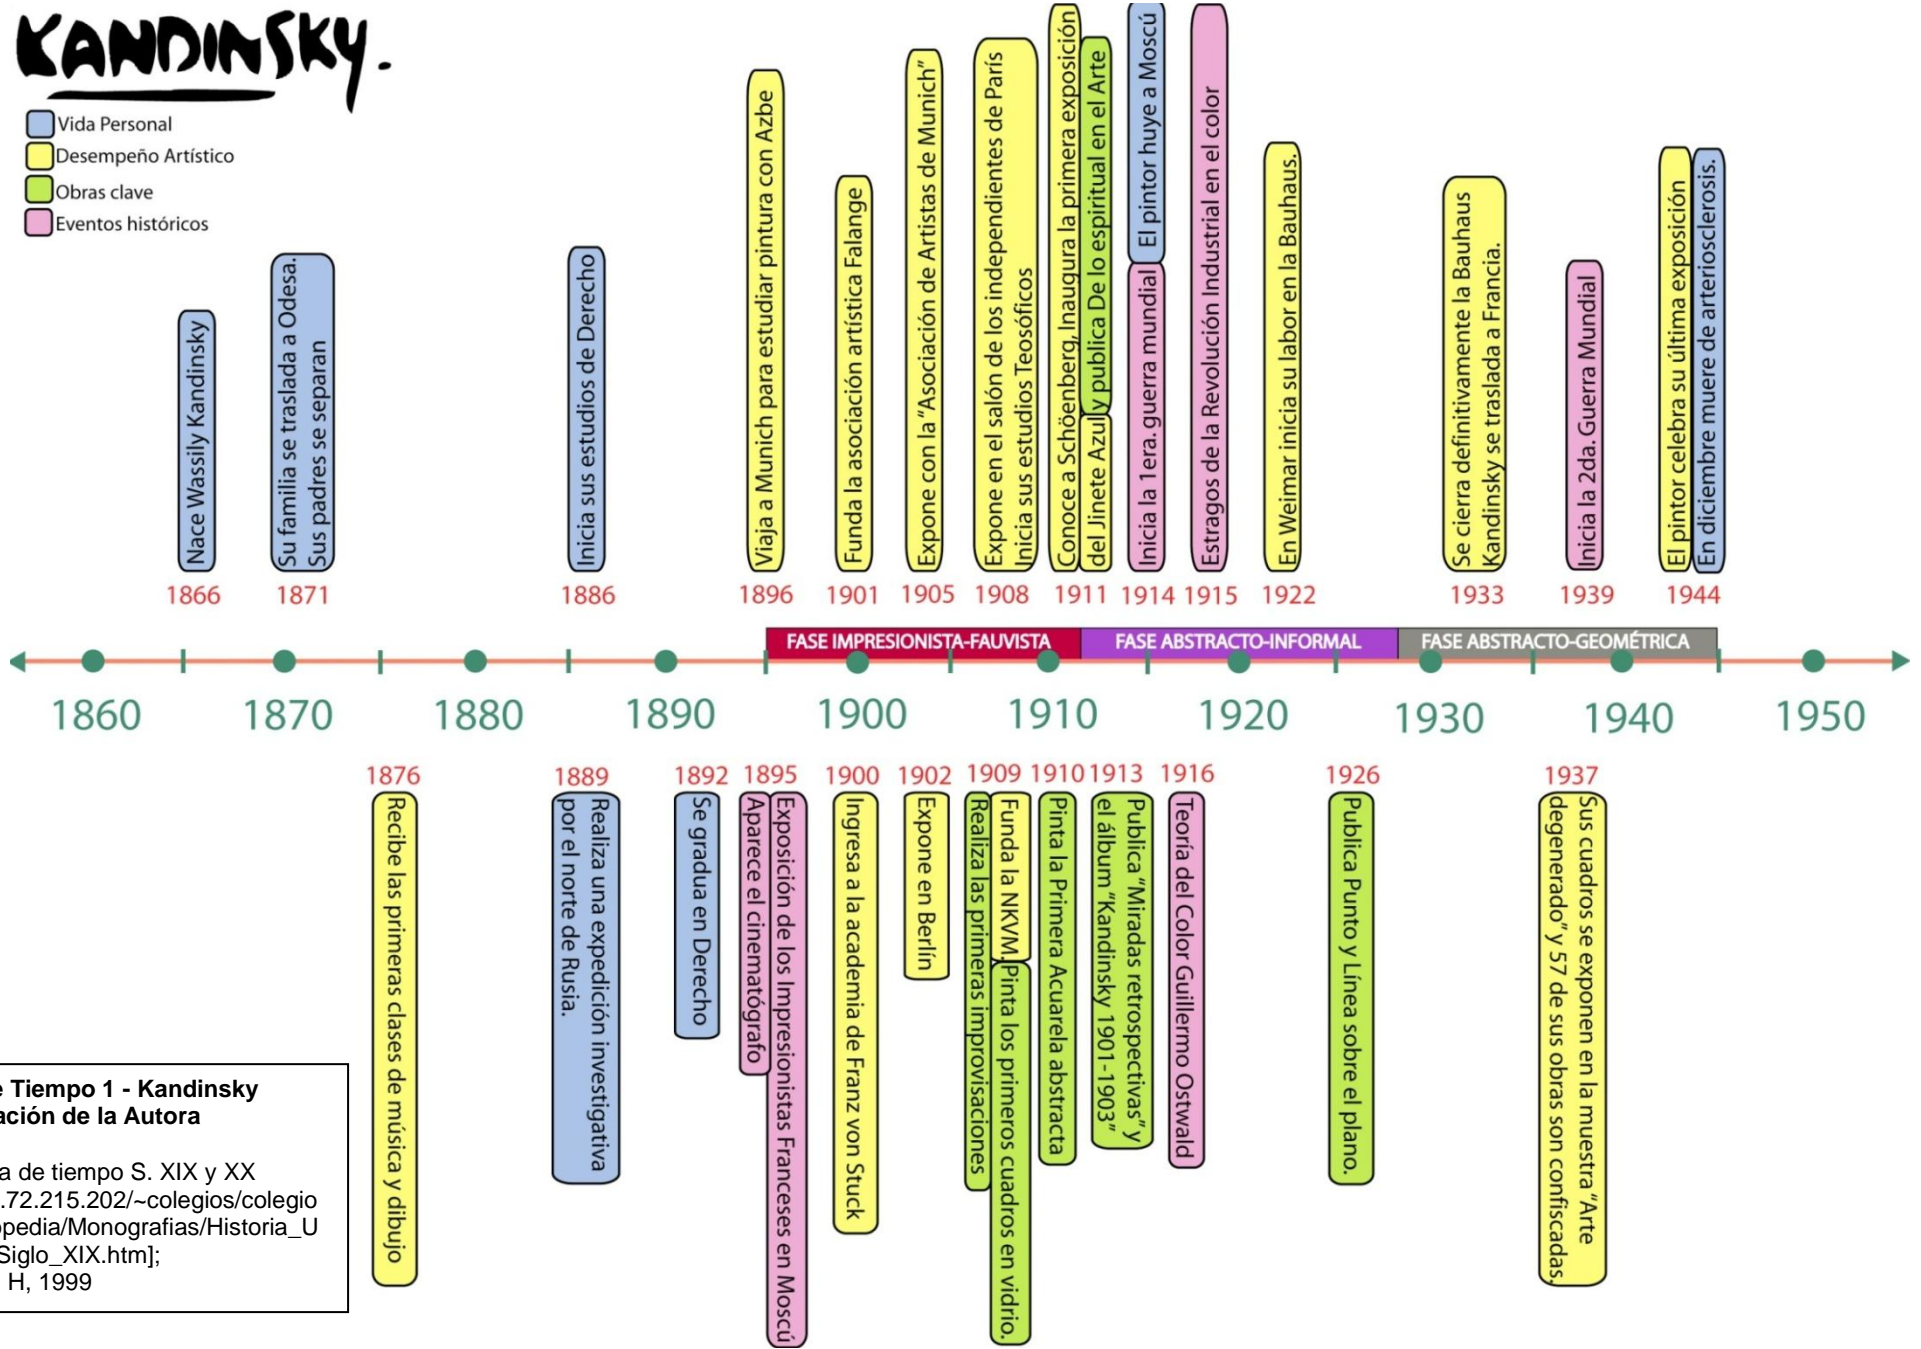 KANDINSKY.
Vida Personal
Desempeño Artístico
Obras clave
Eventos históricos
Nace Wassily Kandinsky
1866
Su familia se traslada a Odesa.
Sus padres se separan
1871
Inicia sus estudios de Derecho
1886
Viaja a Munich para estudiar pintura con Azbe
1896
Funda la asociación artística Falange
1901
Expone con la "Asociación de Artistas de Munich"
1905
Expone en el salón de los independientes de París
Inicia sus estudios Teosóficos
1908
Conoce a Schöenberg, Inaugura la primera exposición
del Jinete Azul y publica De lo espiritual en el Arte
1911
Inicia la 1era. guerra mundial
El pintor huye a Moscú
1914
Estragos de la Revolución Industrial en el color
1915
En Weimar inicia su labor en la Bauhaus.
1922
Se cierra definitivamente la Bauhaus
Kandinsky se traslada a Francia.
1933
Inicia la 2da. Guerra Mundial
1939
El pintor celebra su última exposición
En diciembre muere de arteriosclerosis.
1944
FASE IMPRESIONISTA-FAUVISTA
FASE ABSTRACTO-INFORMAL
FASE ABSTRACTO-GEOMÉTRICA
1860
1870
1880
1890
1900
1910
1920
1930
1940
1950
1876
Recibe las primeras clases de música y dibujo
1889
Realiza una expedición investigativa
por el norte de Rusia.
1892
Se gradua en Derecho
1895
Exposición de los Impresionistas Franceses en Moscú
Aparece el cinematógrafo
1900
Ingresa a la academia de Franz von Stuck
1902
Expone en Berlín
1909
Funda la NKVM.
Pinta los primeros cuadros en vidrio.
Realiza las primeras improvisaciones
1910
Pinta la Primera Acuarela abstracta
1913
Publica "Miradas retrospectivas" y
el álbum "Kandinsky 1901-1903"
1916
Teoría del Color Guillermo Ostwald
1926
Publica Punto y Línea sobre el plano.
1937
Sus cuadros se exponen en la muestra "Arte
degenerado" y 57 de sus obras son confiscadas.
e Tiempo 1 - Kandinsky
ación de la Autora
a de tiempo S. XIX y XX
.72.215.202/~colegios/colegio
pedia/Monografias/Historia_U
Siglo_XIX.htm];
H, 1999